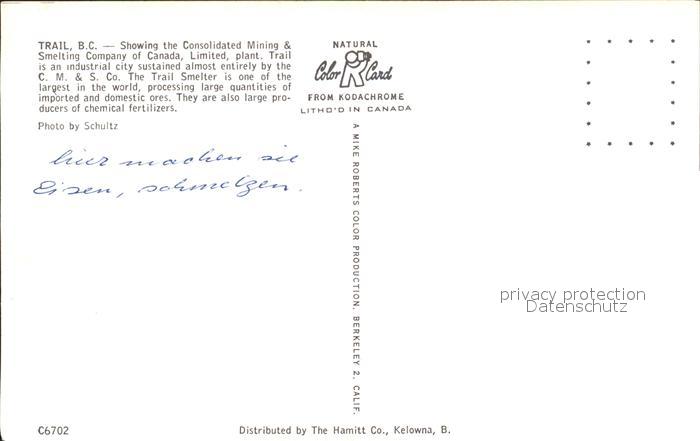 TRAIL, B.C. — Showing the Consolidated Mining &
Smelting Company of Canada, Limited, plant. Trail
is an industrial city sustained almost entirely by the
C. M. & S. Co. The Trail Smelter is one of the
largest in the world, processing large quantities of
imported and domestic ores. They are also large pro-
ducers of chemical fertilizers.
Photo by Schultz
hier machen sie
Eisen, schmelzen.
NATURAL
Color Card
FROM KODACHROME
LITHO'D IN CANADA
A MIKE ROBERTS COLOR PRODUCTION, BERKELEY 2, CALIF.
privacy protection
Datenschutz
C6702
Distributed by The Hamitt Co., Kelowna, B.